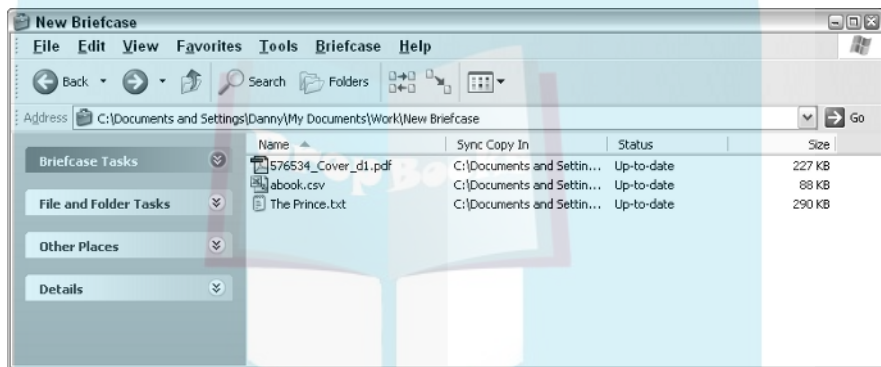 New Briefcase
File Edit View Favorites Tools Briefcase Help
Back Search Folders
Address C:\Documents and Settings\Danny\My Documents\Work\New Briefcase Go
Name Sync Copy In Status Size
576534_Cover_d1.pdf C:\Documents and Settin... Up-to-date 227 KB
abook.csv C:\Documents and Settin... Up-to-date 88 KB
The Prince.txt C:\Documents and Settin... Up-to-date 290 KB
Briefcase Tasks
File and Folder Tasks
Other Places
Details